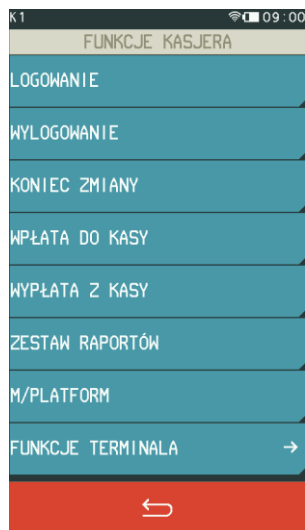 K1 09:00
FUNKCJE KASJERA
LOGOWANIE
WYLOGOWANIE
KONIEC ZMIANY
WPŁATA DO KASY
WYPŁATA Z KASY
ZESTAW RAPORTÓW
M/PLATFORM
FUNKCJE TERMINALA